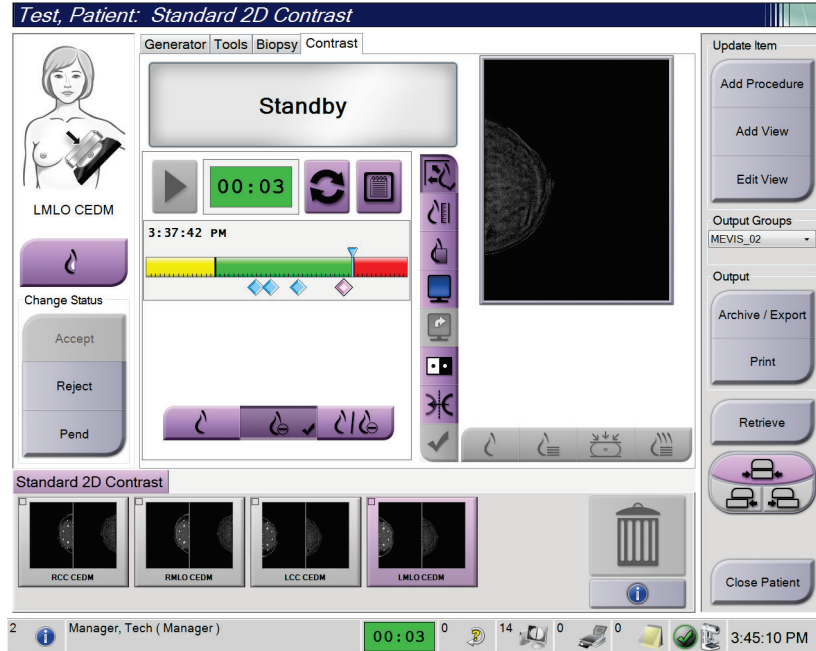 Test, Patient: Standard 2D Contrast
Generator Tools Biopsy Contrast
Standby
00:03
3:37:42 PM
LMLO CEDM
Change Status
Accept
Reject
Pend
Update Item
Add Procedure
Add View
Edit View
Output Groups
MEVIS_02
Output
Archive / Export
Print
Retrieve
Close Patient
Standard 2D Contrast
RCC CEDM
RMLO CEDM
LCC CEDM
LMLO CEDM
2 Manager, Tech ( Manager ) 00:03 0 14 0 0 3:45:10 PM